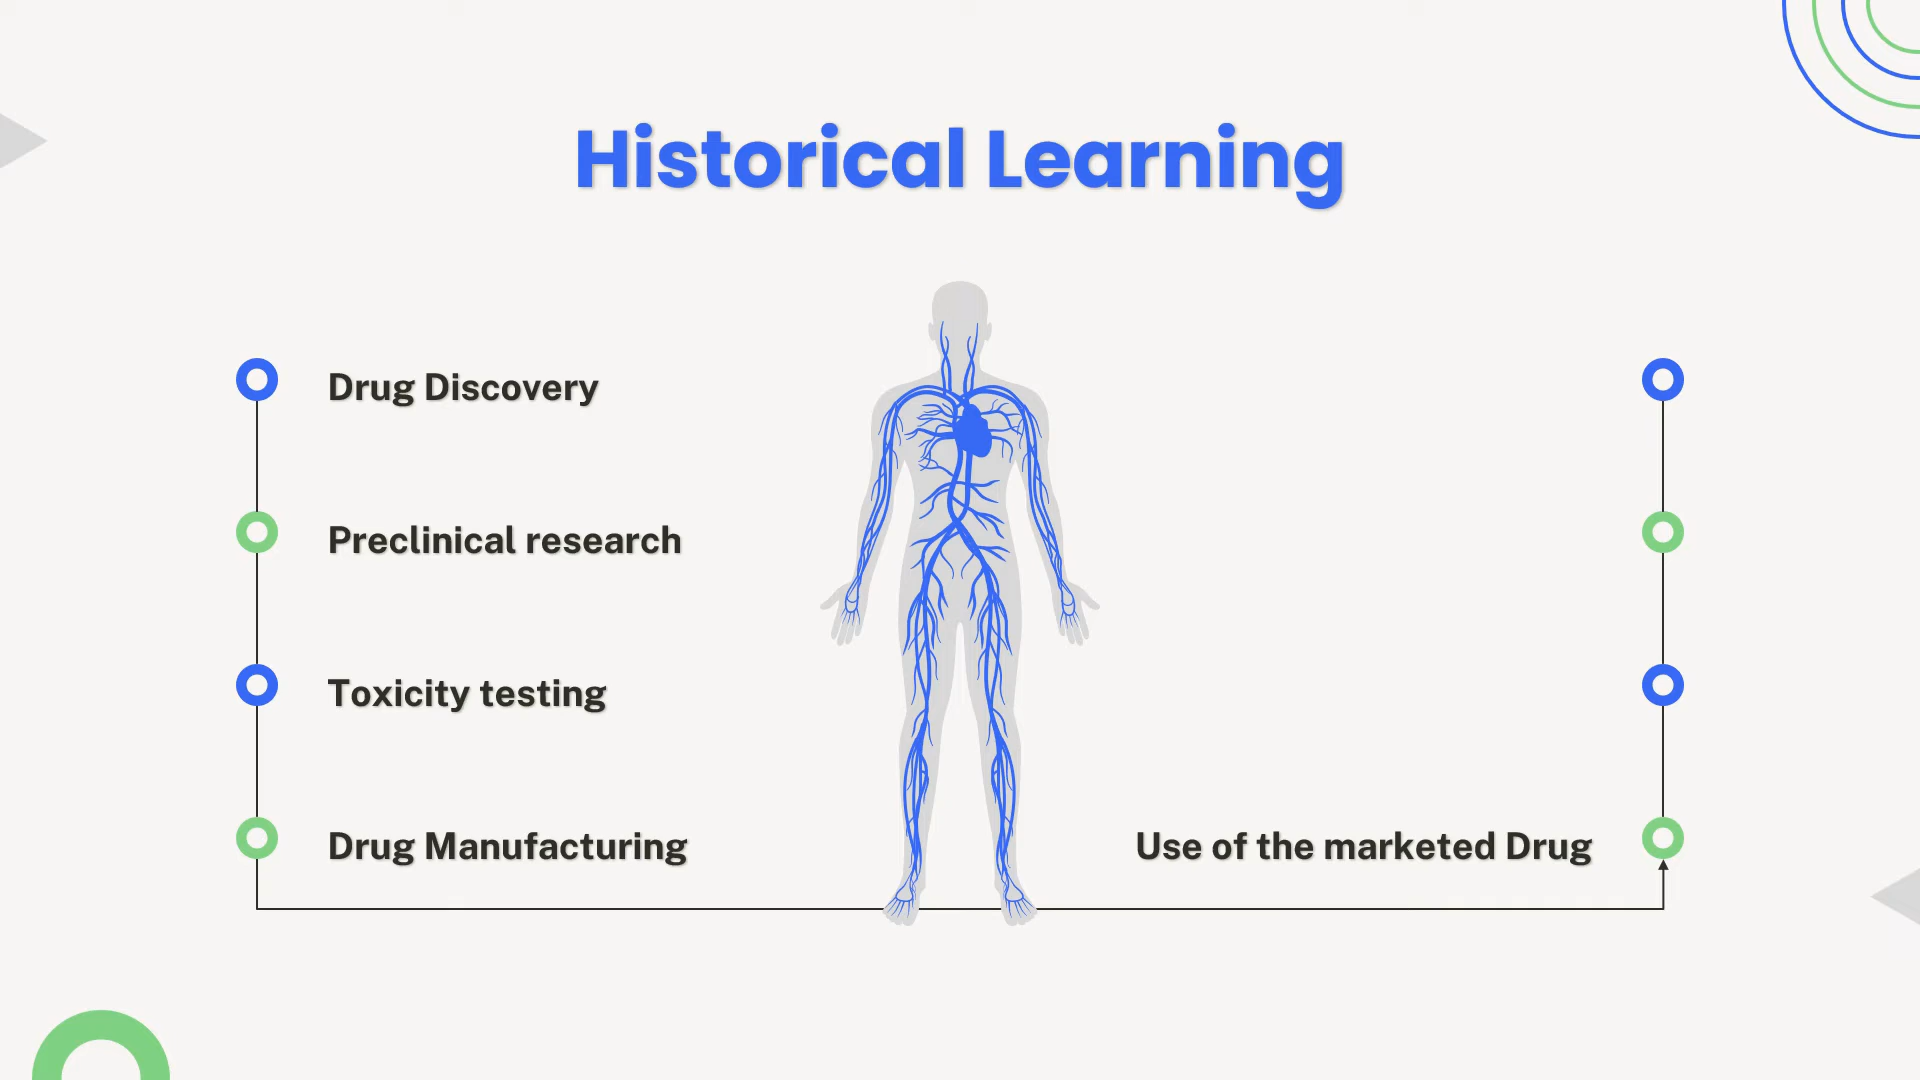 Historical Learning
Drug Discovery
Preclinical research
Toxicity testing
Drug Manufacturing
Use of the marketed Drug